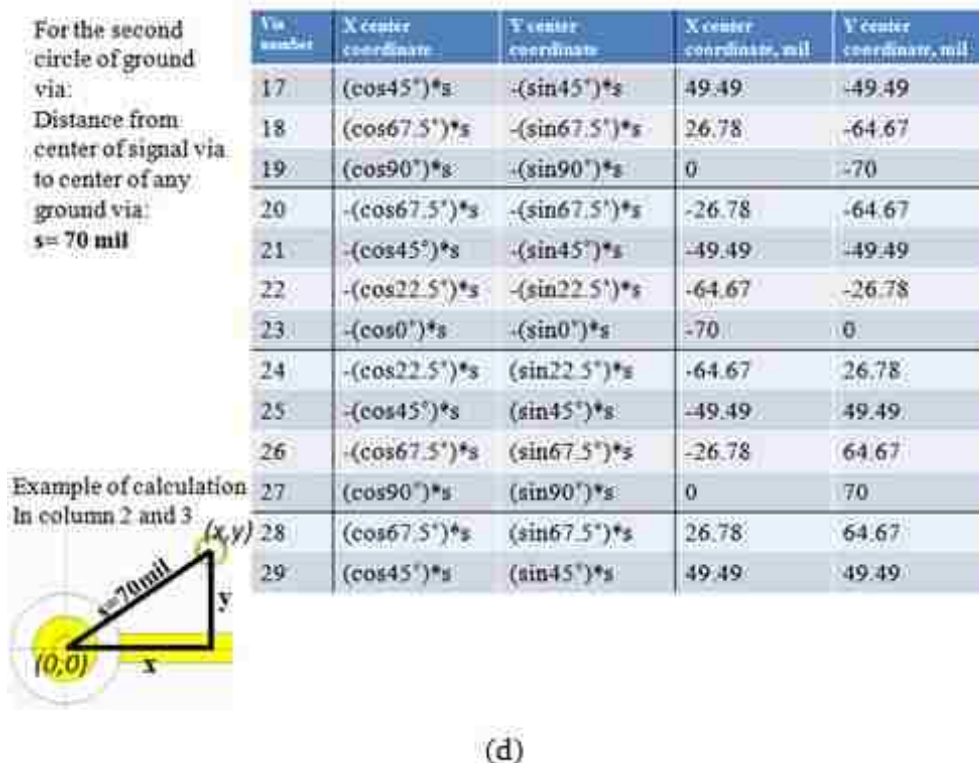 For the second
circle of ground
via:
Distance from
center of signal via
to center of any
ground via:
s= 70 mil
Via number X center coordinate Y center coordinate X center coordinate, mil Y center coordinate, mil
17 (cos45°)*s -(sin45°)*s 49.49 -49.49
18 (cos67.5°)*s -(sin67.5°)*s 26.78 -64.67
19 (cos90°)*s -(sin90°)*s 0 -70
20 -(cos67.5°)*s -(sin67.5°)*s -26.78 -64.67
21 -(cos45°)*s -(sin45°)*s -49.49 -49.49
22 -(cos22.5°)*s -(sin22.5°)*s -64.67 -26.78
23 -(cos0°)*s -(sin0°)*s -70 0
24 -(cos22.5°)*s (sin22.5°)*s -64.67 26.78
25 -(cos45°)*s (sin45°)*s -49.49 49.49
26 -(cos67.5°)*s (sin67.5°)*s -26.78 64.67
27 (cos90°)*s (sin90°)*s 0 70
28 (cos67.5°)*s (sin67.5°)*s 26.78 64.67
29 (cos45°)*s (sin45°)*s 49.49 49.49
Example of calculation
In column 2 and 3
(x,y)
s=70mil
y
(0,0)
x
(d)